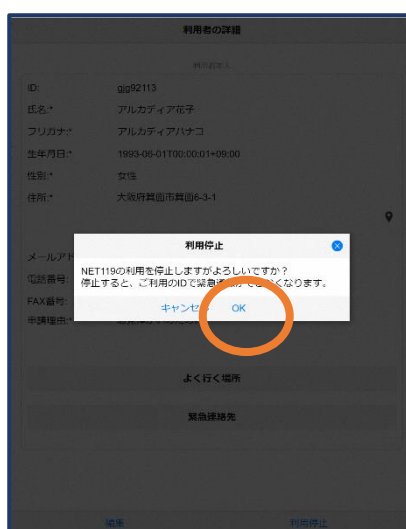 利用者の詳細
利用者本人
ID: gjg92113
氏名:* アルカディア花子
フリガナ:* アルカディアハナコ
生年月日:* 1993-06-01T00:00:01+09:00
性別:* 女性
住所:* 大阪府箕面市箕面6-3-1
メールアド
利用停止
NET119の利用を停止しますがよろしいですか?
停止すると、ご利用のIDで緊急通報ができなくなります。
電話番号:
キャンセル OK
FAX番号:
申請理由:*
よく行く場所
緊急連絡先
編集 利用停止